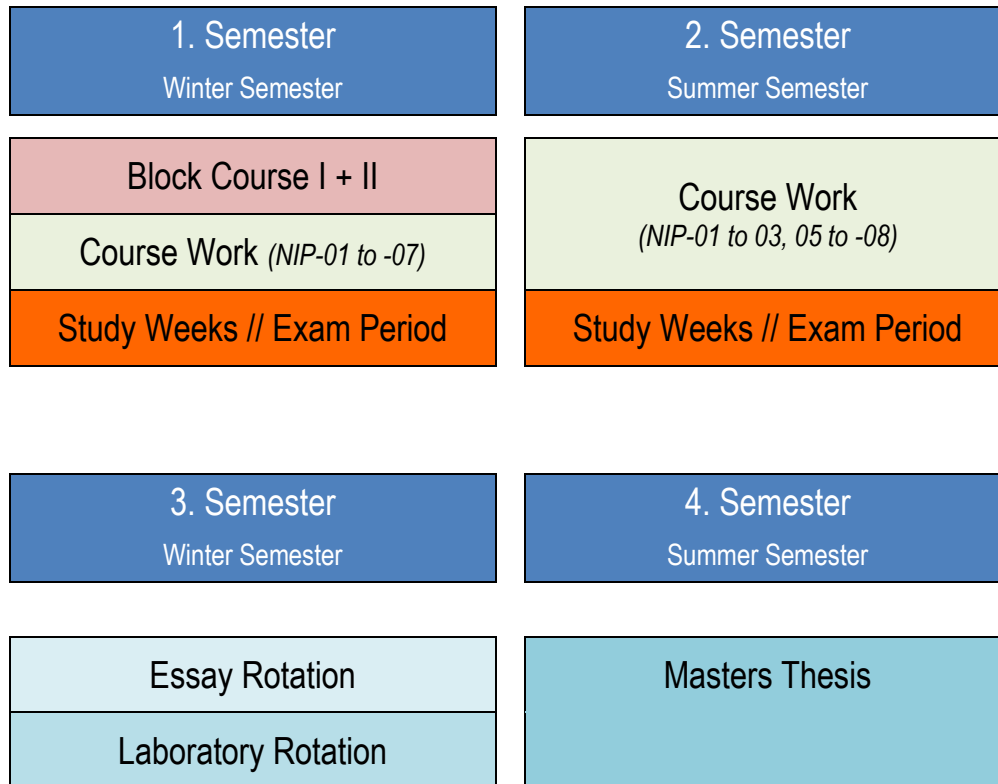 1. Semester
Winter Semester
Block Course I + II
Course Work (NIP-01 to -07)
Study Weeks // Exam Period
2. Semester
Summer Semester
Course Work
(NIP-01 to 03, 05 to -08)
Study Weeks // Exam Period
3. Semester
Winter Semester
Essay Rotation
Laboratory Rotation
4. Semester
Summer Semester
Masters Thesis